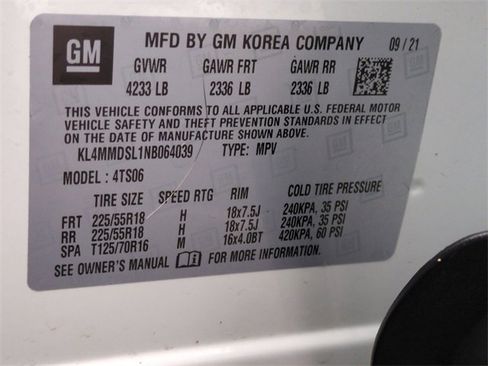 GM MFD BY GM KOREA COMPANY 09/21
GVWR GAWR FRT GAWR RR
4233 LB 2336 LB 2336 LB
THIS VEHICLE CONFORMS TO ALL APPLICABLE U.S. FEDERAL MOTOR
VEHICLE SAFETY AND THEFT PREVENTION STANDARDS IN EFFECT ON
THE DATE OF MANUFACTURE SHOWN ABOVE.
KL4MMDSL1NB064039 TYPE: MPV
MODEL: 4TS06
TIRE SIZE SPEED RTG RIM COLD TIRE PRESSURE
FRT 225/55R18 H 18x7.5J 240KPA, 35 PSI
RR 225/55R18 H 18x7.5J 240KPA, 35 PSI
SPA T125/70R16 M 16x4.0BT 420KPA, 60 PSI
SEE OWNER'S MANUAL FOR MORE INFORMATION.